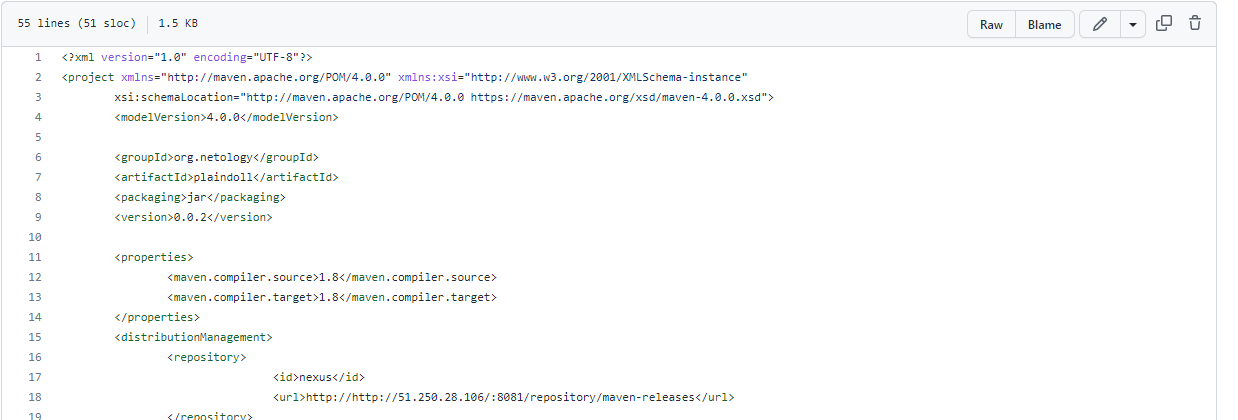 55 lines (51 sloc) 1.5 KB Raw Blame
1 <?xml version="1.0" encoding="UTF-8"?>
2 <project xmlns="http://maven.apache.org/POM/4.0.0" xmlns:xsi="http://www.w3.org/2001/XMLSchema-instance"
3 xsi:schemaLocation="http://maven.apache.org/POM/4.0.0 https://maven.apache.org/xsd/maven-4.0.0.xsd">
4 <modelVersion>4.0.0</modelVersion>
5
6 <groupId>org.netology</groupId>
7 <artifactId>plaindoll</artifactId>
8 <packaging>jar</packaging>
9 <version>0.0.2</version>
10
11 <properties>
12 <maven.compiler.source>1.8</maven.compiler.source>
13 <maven.compiler.target>1.8</maven.compiler.target>
14 </properties>
15 <distributionManagement>
16 <repository>
17 <id>nexus</id>
18 <url>http://http://51.250.28.106/:8081/repository/maven-releases</url>
19 </repository>